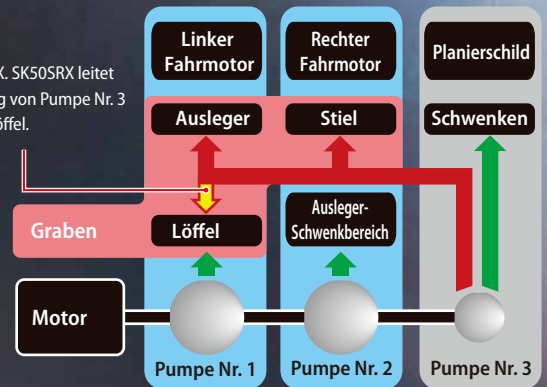 Linker
Fahrmotor
Rechter
Fahrmotor
Planierschild
X. SK50SRX leitet
g von Pumpe Nr. 3
öffel.
Ausleger
Stiel
Schwenken
Graben
Löffel
Ausleger-
Schwenkbereich
Motor
Pumpe Nr. 1
Pumpe Nr. 2
Pumpe Nr. 3